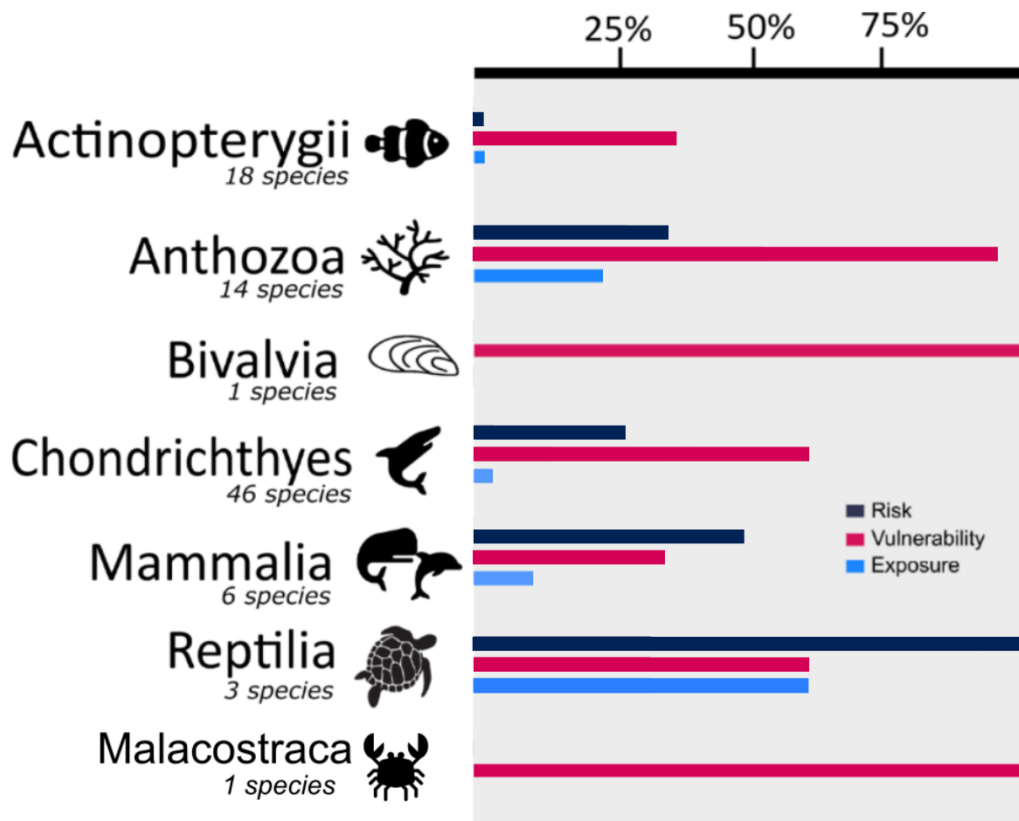 25% 50% 75%
Actinopterygii
18 species
Anthozoa
14 species
Bivalvia
1 species
Chondrichthyes
46 species
Risk
Vulnerability
Exposure
Mammalia
6 species
Reptilia
3 species
Malacostraca
1 species